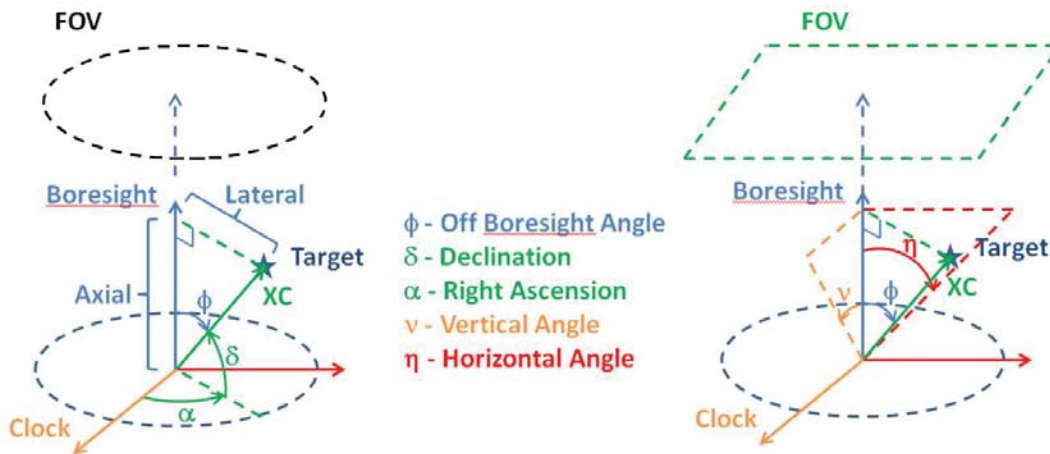 FOV
Boresight
Lateral
Target
XC
Axial
ϕ
δ
α
Clock
ϕ - Off Boresight Angle
δ - Declination
α - Right Ascension
ν - Vertical Angle
η - Horizontal Angle
FOV
Boresight
η
Target
XC
ν
ϕ
Clock